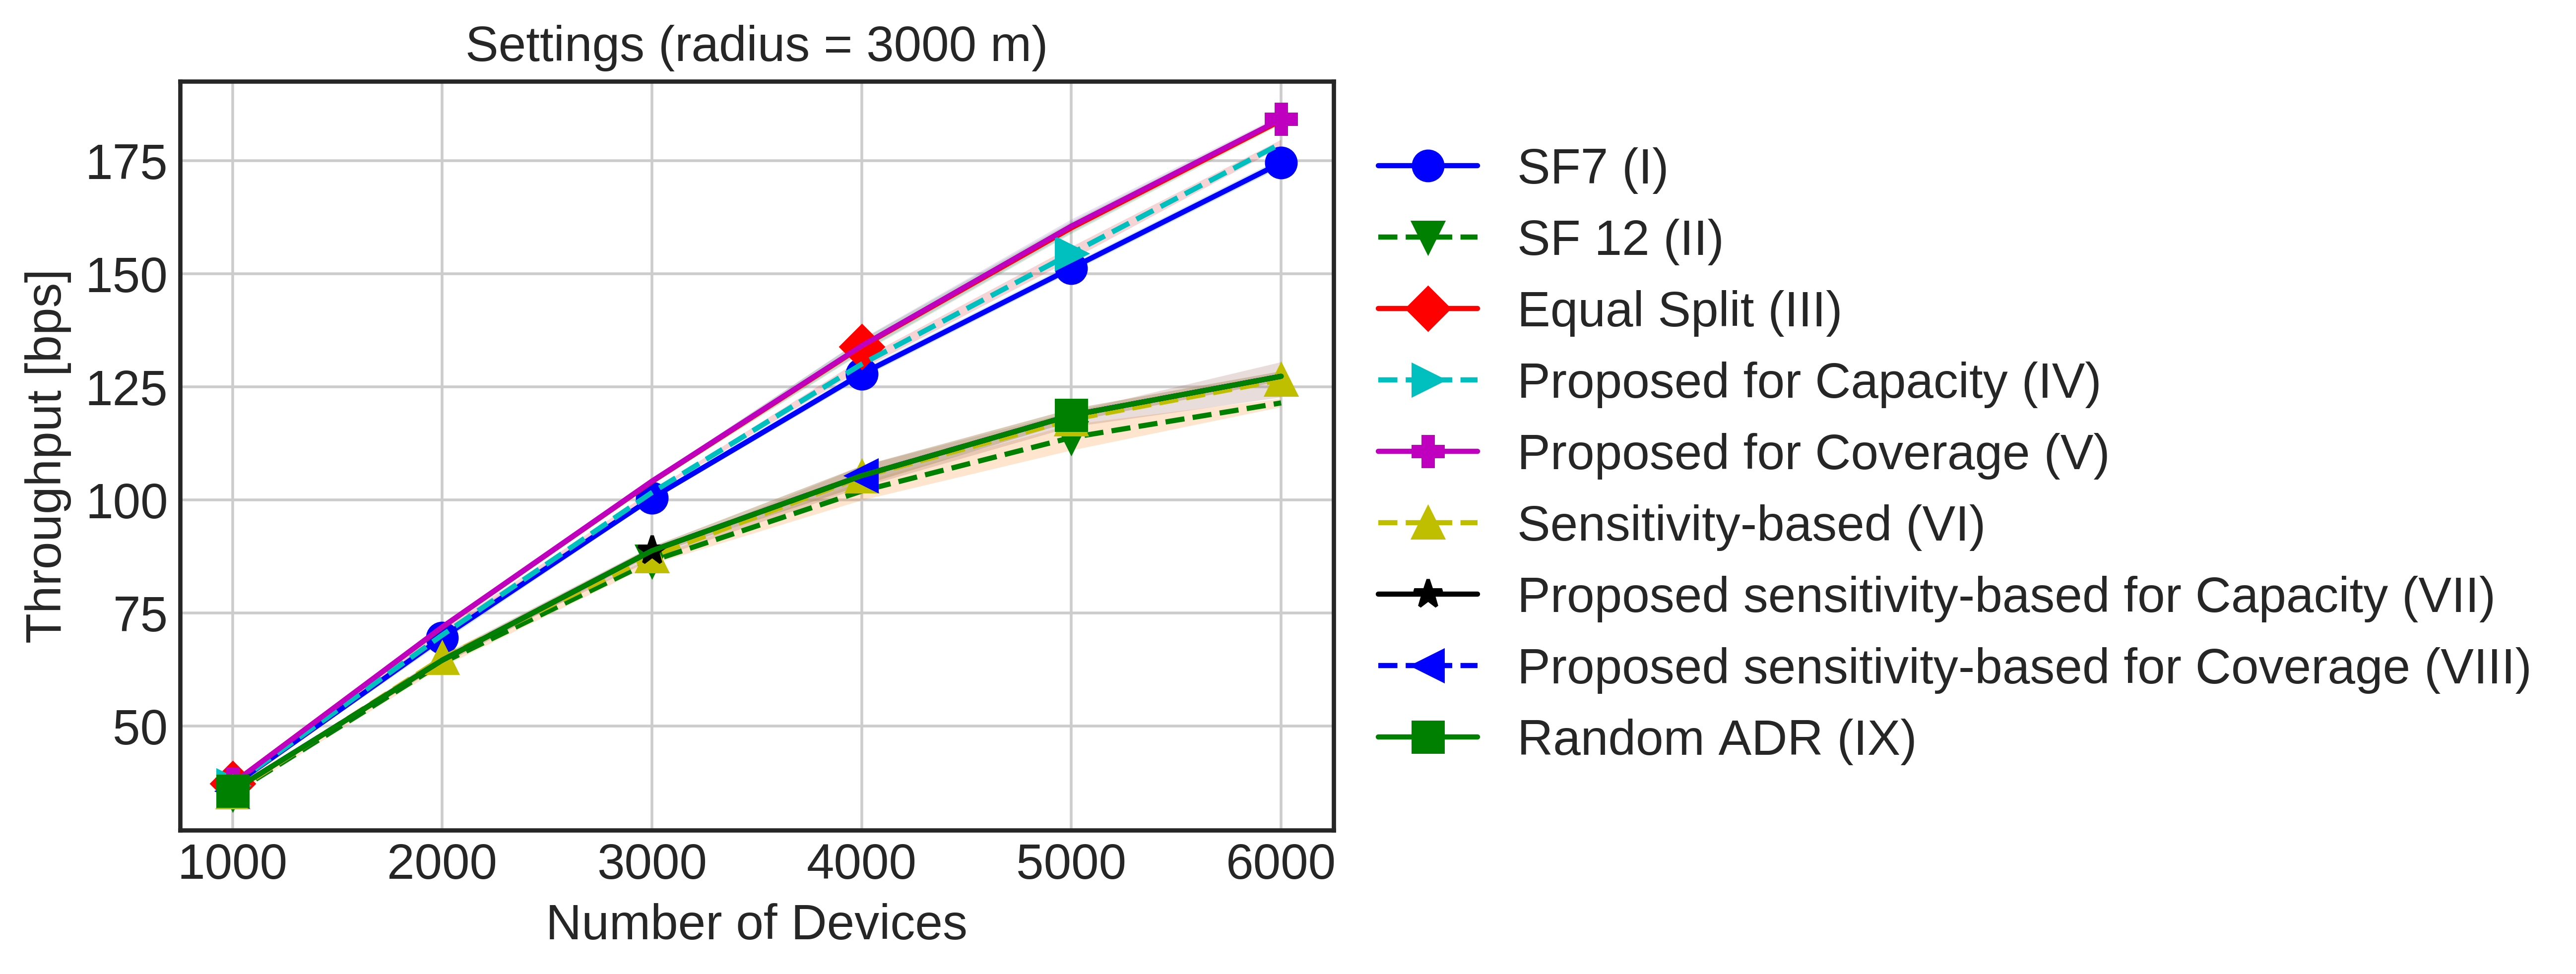 Settings (radius = 3000 m)
Throughput [bps]
175
150
125
100
75
50
1000 2000 3000 4000 5000 6000
Number of Devices
SF7 (I)
SF 12 (II)
Equal Split (III)
Proposed for Capacity (IV)
Proposed for Coverage (V)
Sensitivity-based (VI)
Proposed sensitivity-based for Capacity (VII)
Proposed sensitivity-based for Coverage (VIII)
Random ADR (IX)